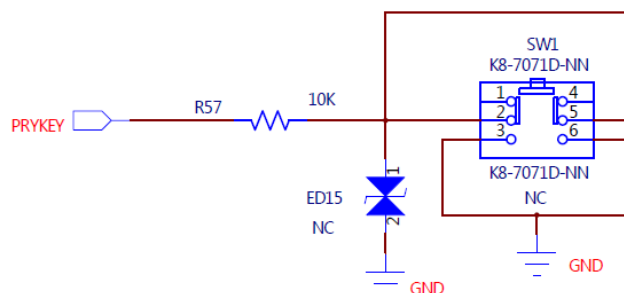 SW1
K8-7071D-NN
R57
10K
1
4
PRYKEY
2
5
3
6
1
K8-7071D-NN
ED15
NC
NC
2
GND
GND